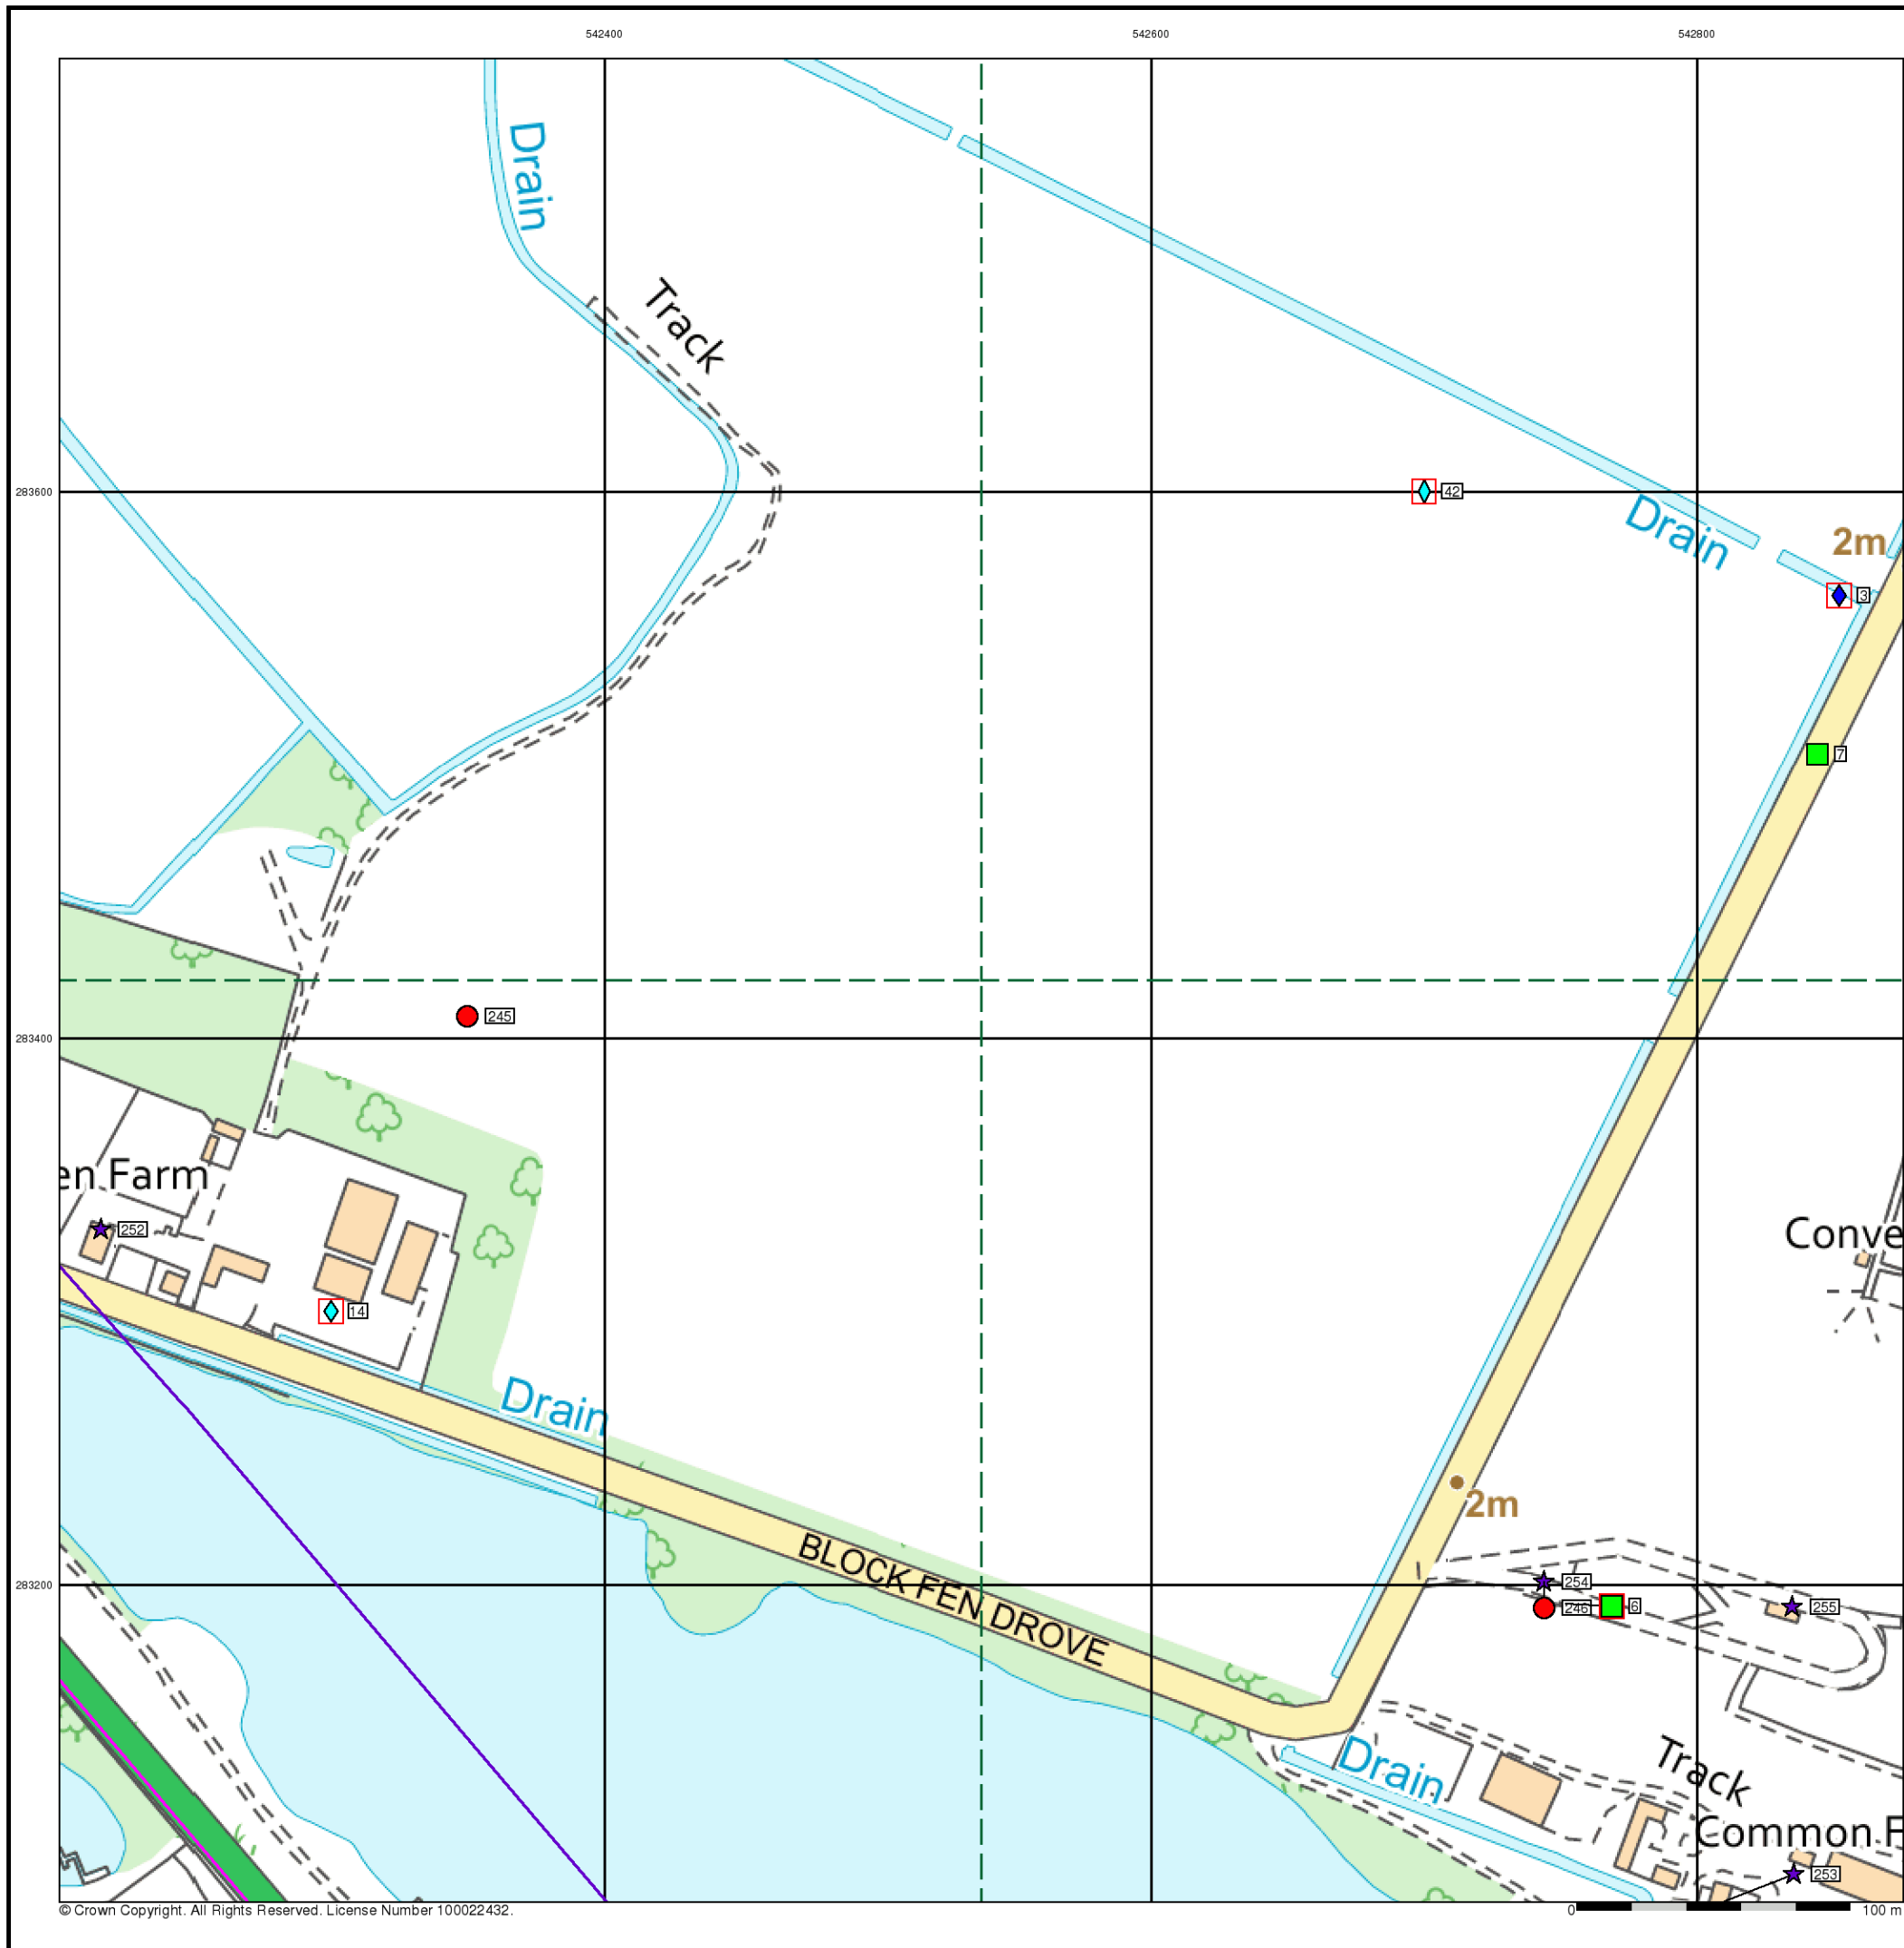 542400
542600
542800
Drain
Track
283600
42
Drain
2m
3
7
245
283400
en Farm
252
Conve
14
Drain
2m
BLOCK FEN DROVE
283200
254
246
6
255
Drain
Track
Common F
253
© Crown Copyright. All Rights Reserved. License Number 100022432.
0
100 m